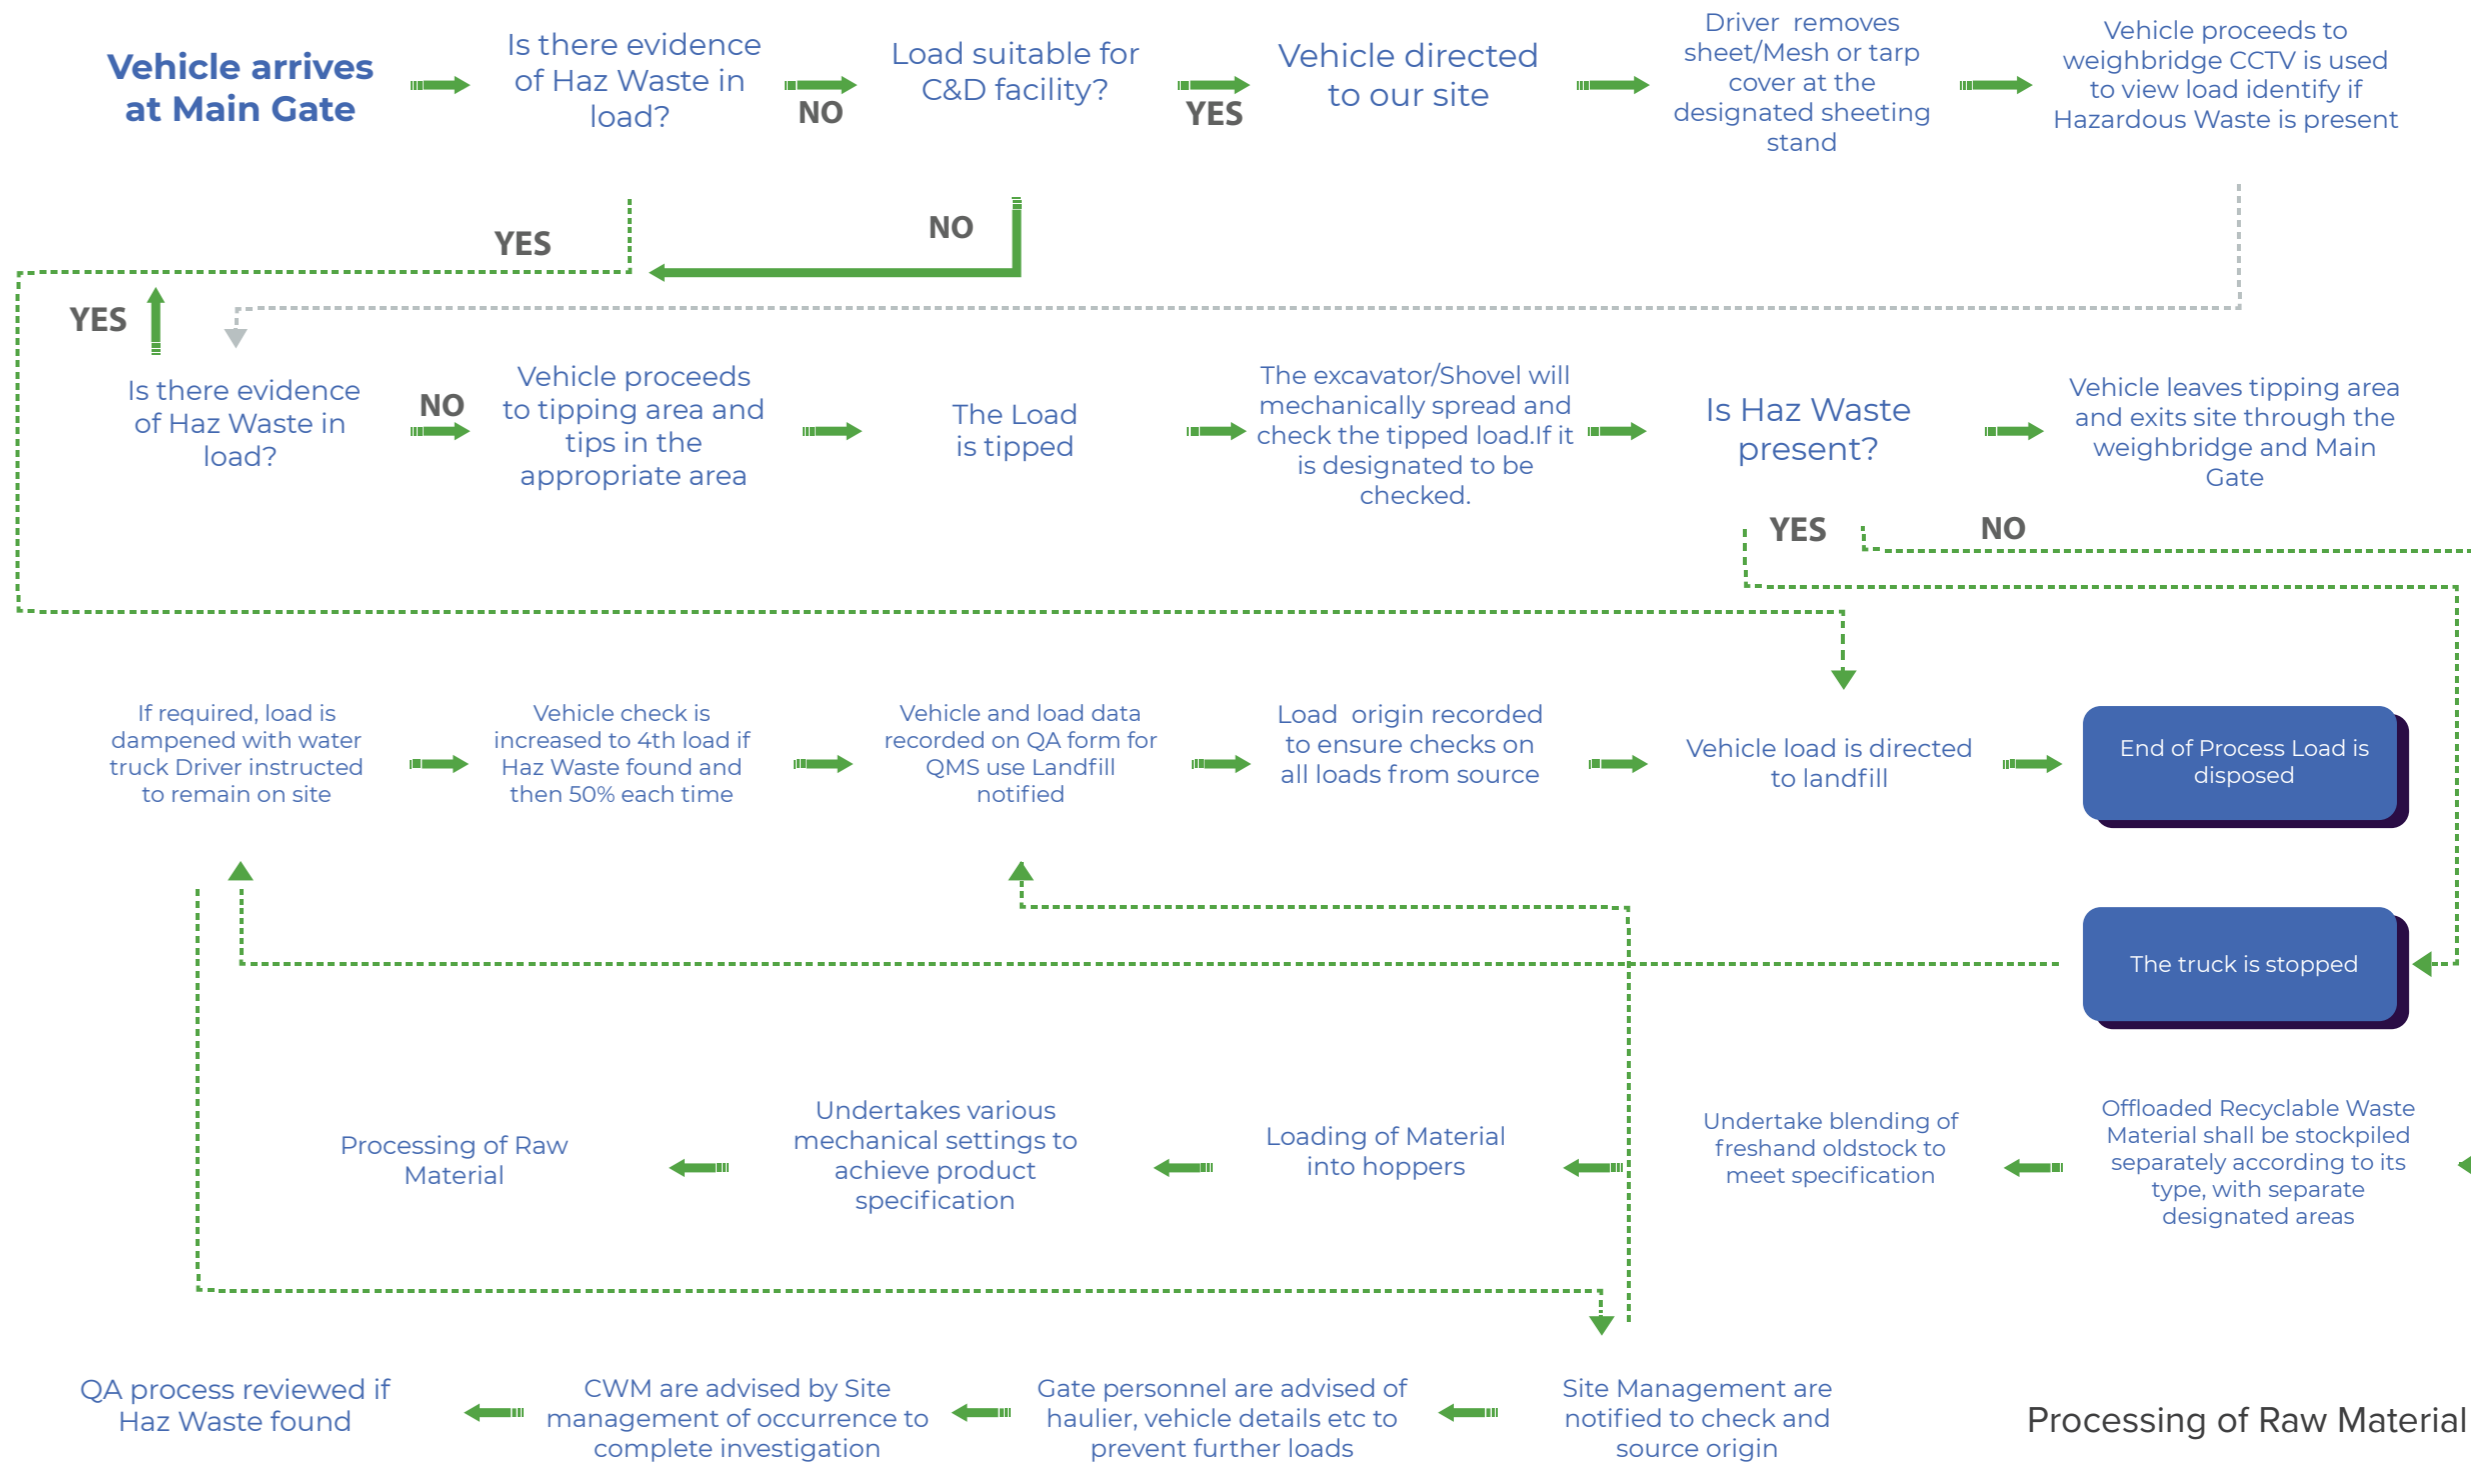 Vehicle arrives
at Main Gate
Is there evidence
of Haz Waste in
load?
NO
Load suitable for
C&D facility?
YES
Vehicle directed
to our site
Driver removes
sheet/Mesh or tarp
cover at the
designated sheeting
stand
Vehicle proceeds to
weighbridge CCTV is used
to view load identify if
Hazardous Waste is present
YES
NO
YES
Is there evidence
of Haz Waste in
load?
NO
Vehicle proceeds
to tipping area and
tips in the
appropriate area
The Load
is tipped
The excavator/Shovel will
mechanically spread and
check the tipped load.If it
is designated to be
checked.
Is Haz Waste
present?
Vehicle leaves tipping area
and exits site through the
weighbridge and Main
Gate
YES
NO
If required, load is
dampened with water
truck Driver instructed
to remain on site
Vehicle check is
increased to 4th load if
Haz Waste found and
then 50% each time
Vehicle and load data
recorded on QA form for
QMS use Landfill
notified
Load origin recorded
to ensure checks on
all loads from source
Vehicle load is directed
to landfill
End of Process Load is
disposed
The truck is stopped
Processing of Raw
Material
Undertakes various
mechanical settings to
achieve product
specification
Loading of Material
into hoppers
Undertake blending of
freshand oldstock to
meet specification
Offloaded Recyclable Waste
Material shall be stockpiled
separately according to its
type, with separate
designated areas
QA process reviewed if
Haz Waste found
CWM are advised by Site
management of occurrence to
complete investigation
Gate personnel are advised of
haulier, vehicle details etc to
prevent further loads
Site Management are
notified to check and
source origin
Processing of Raw Material